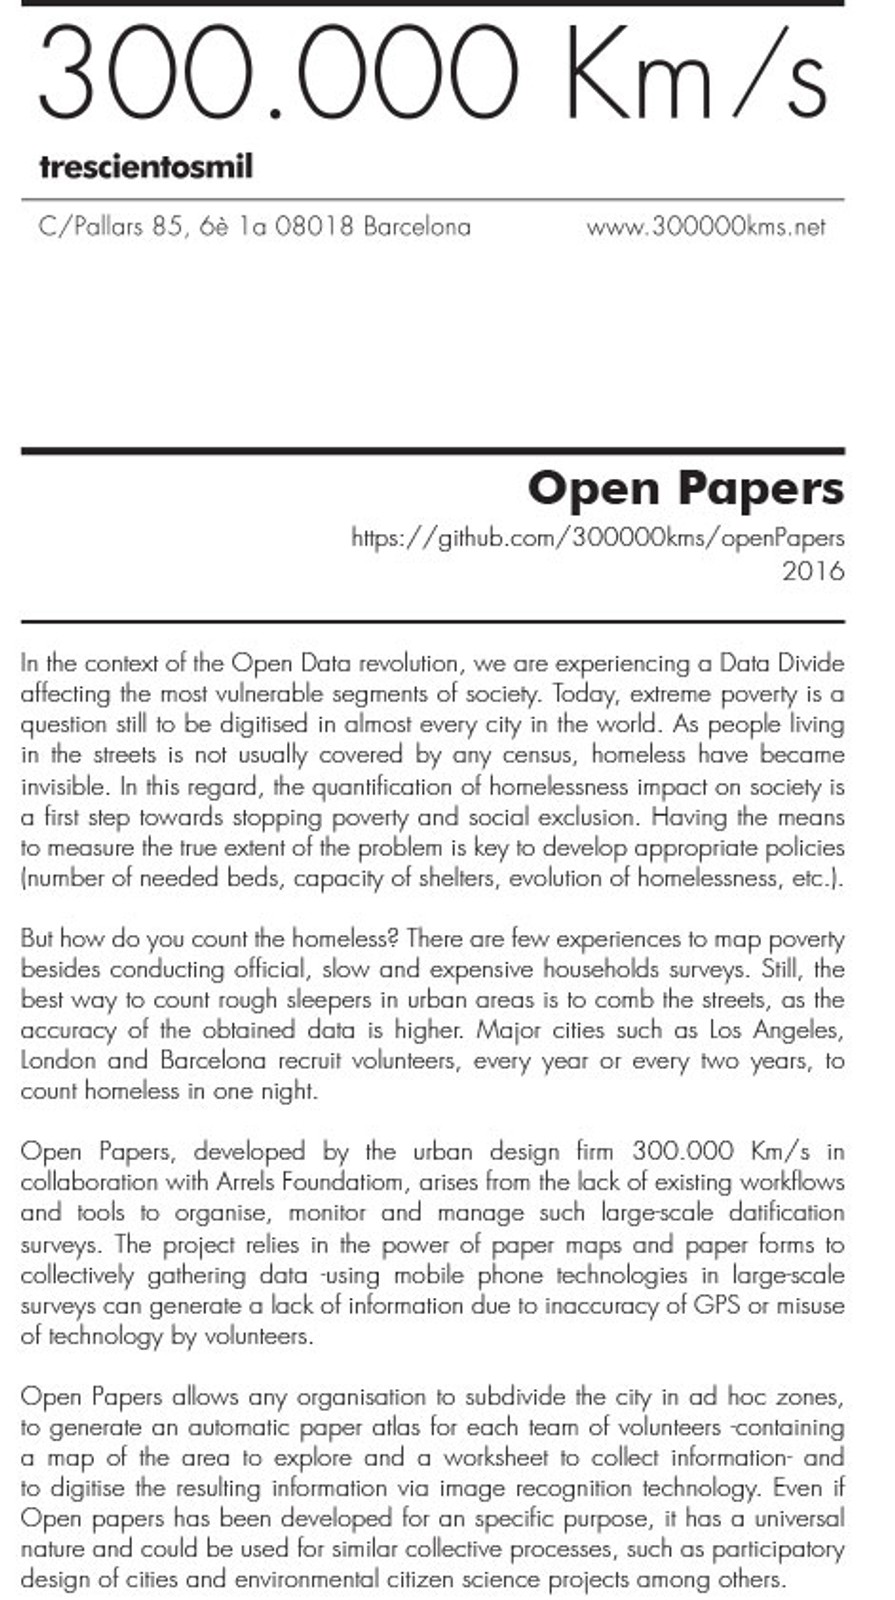 300.000 Km/s
trescientosmil
C/Pallars 85, 6è 1a 08018 Barcelona www.300000kms.net
Open Papers
https://github.com/300000kms/openPapers
2016
In the context of the Open Data revolution, we are experiencing a Data Divide
affecting the most vulnerable segments of society. Today, extreme poverty is a
question still to be digitised in almost every city in the world. As people living
in the streets is not usually covered by any census, homeless have became
invisible. In this regard, the quantification of homelessness impact on society is
a first step towards stopping poverty and social exclusion. Having the means
to measure the true extent of the problem is key to develop appropriate policies
(number of needed beds, capacity of shelters, evolution of homelessness, etc.).
But how do you count the homeless? There are few experiences to map poverty
besides conducting official, slow and expensive households surveys. Still, the
best way to count rough sleepers in urban areas is to comb the streets, as the
accuracy of the obtained data is higher. Major cities such as Los Angeles,
London and Barcelona recruit volunteers, every year or every two years, to
count homeless in one night.
Open Papers, developed by the urban design firm 300.000 Km/s in
collaboration with Arrels Foundatiom, arises from the lack of existing workflows
and tools to organise, monitor and manage such large-scale datification
surveys. The project relies in the power of paper maps and paper forms to
collectively gathering data -using mobile phone technologies in large-scale
surveys can generate a lack of information due to inaccuracy of GPS or misuse
of technology by volunteers.
Open Papers allows any organisation to subdivide the city in ad hoc zones,
to generate an automatic paper atlas for each team of volunteers -containing
a map of the area to explore and a worksheet to collect information- and
to digitise the resulting information via image recognition technology. Even if
Open papers has been developed for an specific purpose, it has a universal
nature and could be used for similar collective processes, such as participatory
design of cities and environmental citizen science projects among others.